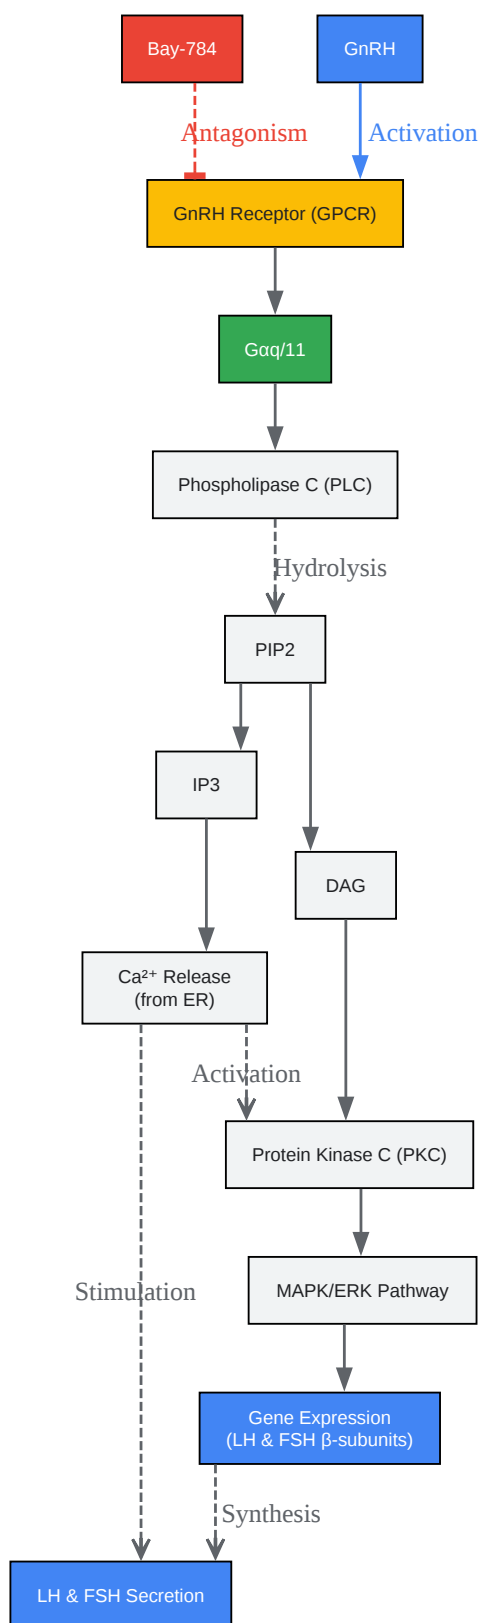 Bay-784
GnRH
Antagonism
Activation
GnRH Receptor (GPCR)
Gαq/11
Phospholipase C (PLC)
Hydrolysis
PIP2
IP3
DAG
Ca²⁺ Release
(from ER)
Activation
Protein Kinase C (PKC)
Stimulation
MAPK/ERK Pathway
Gene Expression
(LH & FSH β-subunits)
Synthesis
LH & FSH Secretion